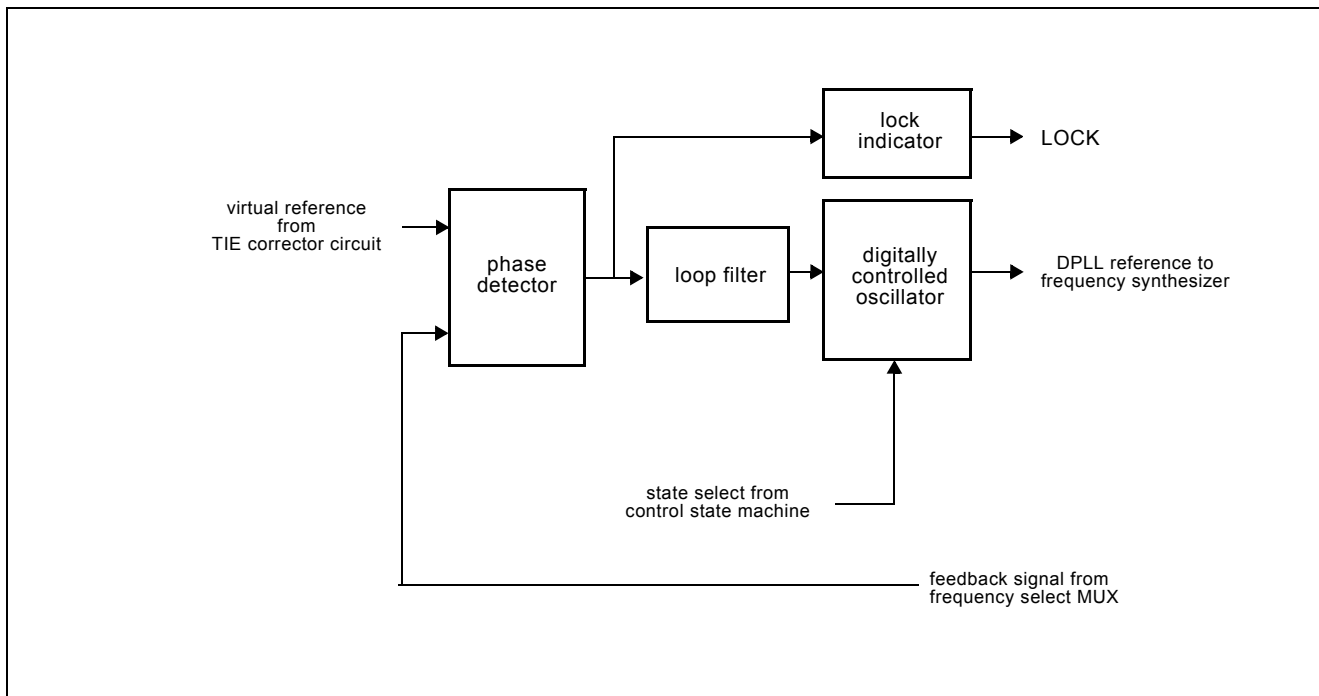 lock
indicator
LOCK
virtual reference
from
TIE corrector circuit
phase
detector
loop filter
digitally
controlled
oscillator
DPLL reference to
frequency synthesizer
state select from
control state machine
feedback signal from
frequency select MUX